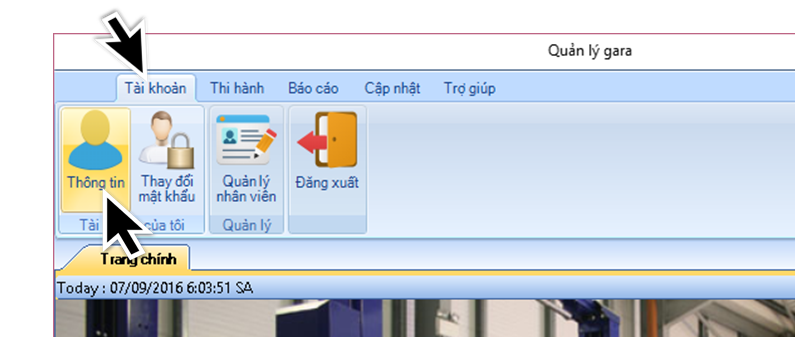 Quản lý gara
Tài khoản Thi hành Báo cáo Cập nhật Trợ giúp
Thông tin
Thay đổi
mật khẩu
Quản lý
nhân viên
Đăng xuất
Tài của tôi
Quản lý
Trang chính
Today : 07/09/2016 6:03:51 SA